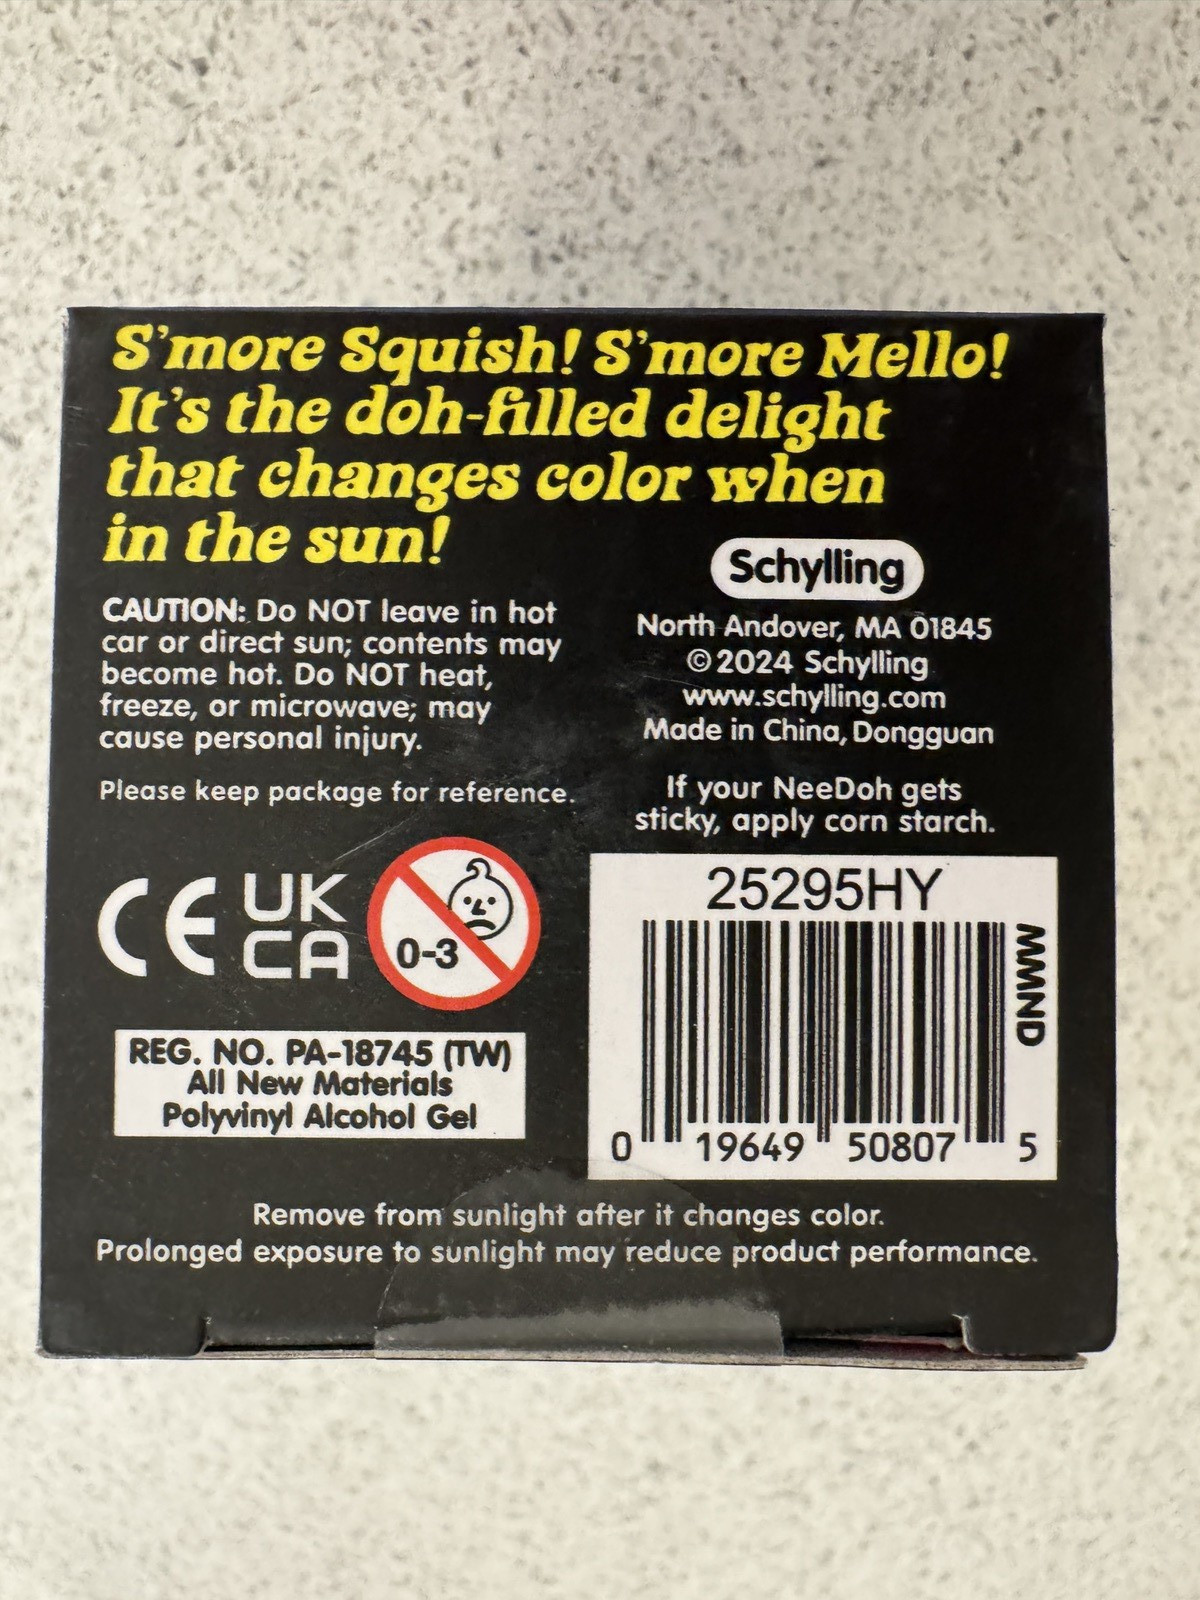 S'more Squish! S'more Mello!
It's the doh-filled delight
that changes color when
in the sun!
CAUTION: Do NOT leave in hot
car or direct sun; contents may
become hot. Do NOT heat,
freeze, or microwave; may
cause personal injury.
Please keep package for reference.
Schylling
North Andover, MA 01845
© 2024 Schylling
www.schylling.com
Made in China, Dongguan
If your NeeDoh gets
sticky, apply corn starch.
CE
UK
CA
0-3
REG. NO. PA-18745 (TW)
All New Materials
Polyvinyl Alcohol Gel
25295HY
MMND
0 19649 50807 5
Remove from sunlight after it changes color.
Prolonged exposure to sunlight may reduce product performance.